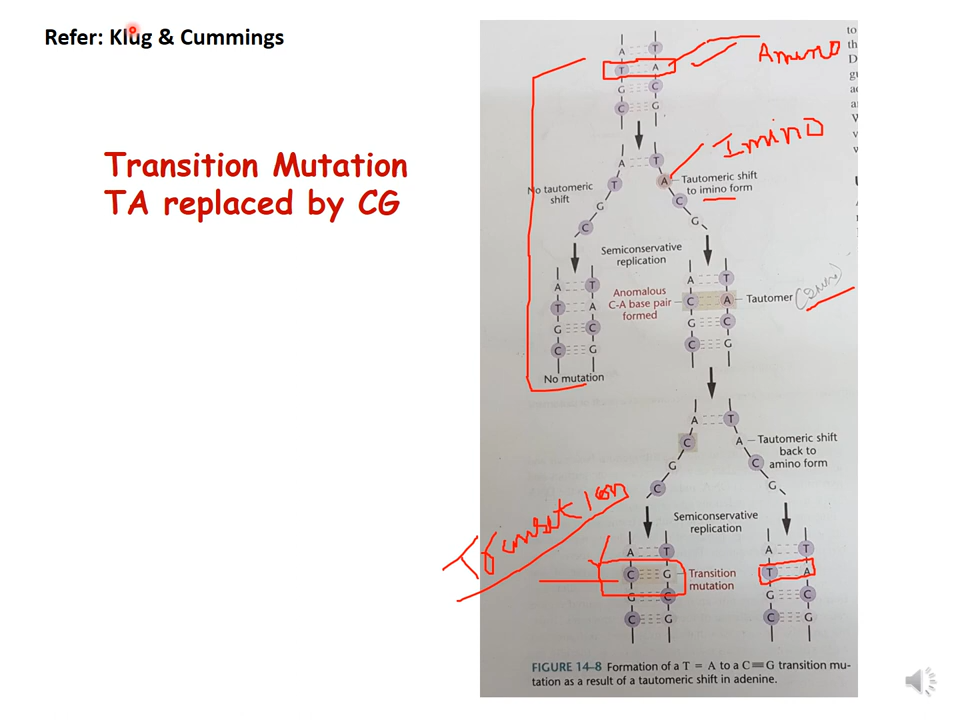 Refer: Klug & Cummings
Transition Mutation
TA replaced by CG
to
th
D
A T
T A
G C
C G
Amino
Imino
A T
No tautomeric
shift
T
G
C
A
Tautomeric shift
to imino form
C
G
Semiconservative
replication
A T
T A
G C
C G
No mutation
Anomalous
C-A base pair
formed
A T
C A
G C
C G
Tautomer
A T
C
G
C
A
C
G
Tautomeric shift
back to
amino form
Transition
Semiconservative
replication
A T
C G
G C
C G
Transition
mutation
A T
T A
G C
C G
FIGURE 14–8 Formation of a T = A to a C≡G transition mu-
tation as a result of a tautomeric shift in adenine.